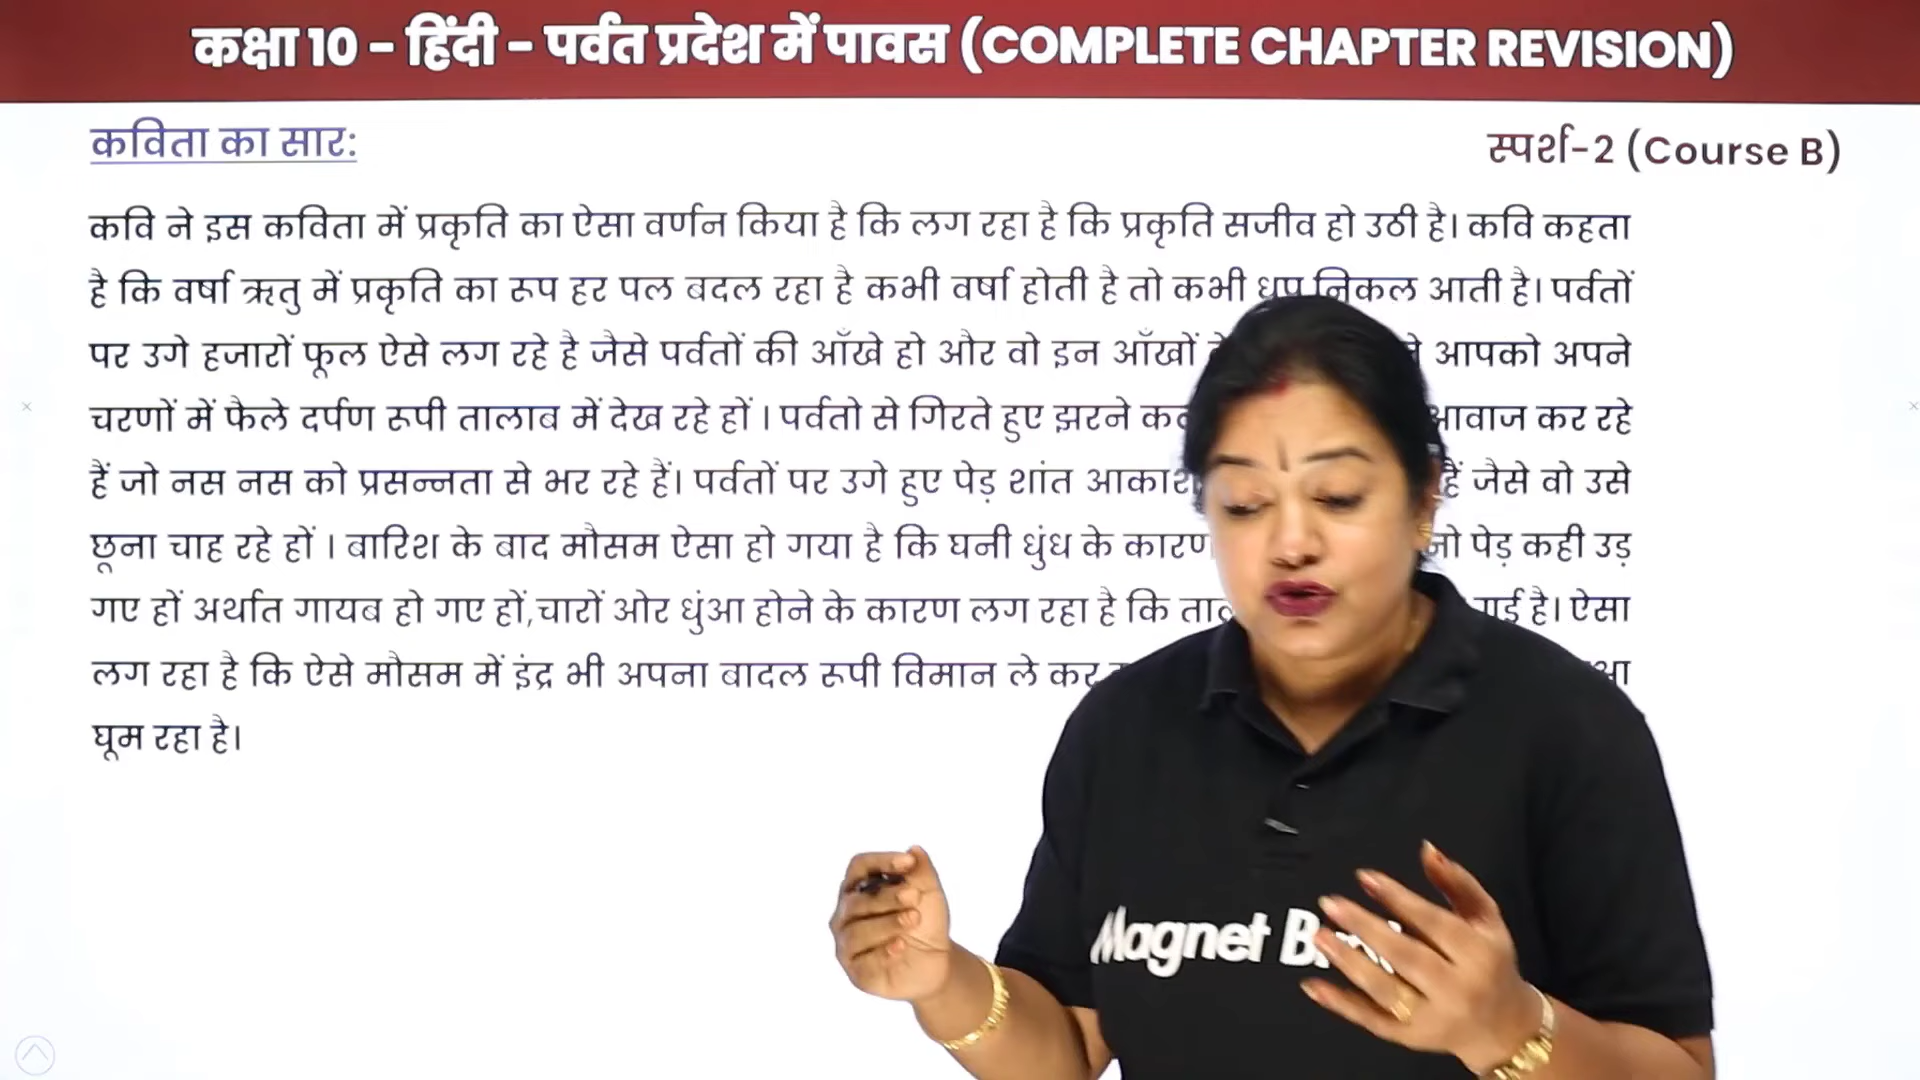 कक्षा 10 – हिंदी – पर्वत प्रदेश में पावस (COMPLETE CHAPTER REVISION)
कविता का सार:
स्पर्श-2 (Course B)
कवि ने इस कविता में प्रकृति का ऐसा वर्णन किया है कि लग रहा है कि प्रकृति सजीव हो उठी है। कवि कहता
है कि वर्षा ऋतु में प्रकृति का रूप हर पल बदल रहा है कभी वर्षा होती है तो कभी धूप निकल आती है। पर्वतों
पर उगे हजारों फूल ऐसे लग रहे है जैसे पर्वतों की आँखे हो और वो इन आँखों आपको अपने
चरणों में फैले दर्पण रूपी तालाब में देख रहे हों । पर्वतो से गिरते हुए झरने आवाज कर रहे
हैं जो नस नस को प्रसन्नता से भर रहे हैं। पर्वतों पर उगे हुए पेड़ शांत आकाश हैं जैसे वो उसे
छूना चाह रहे हों । बारिश के बाद मौसम ऐसा हो गया है कि घनी धुंध के कारण पेड़ कही उड़
गए हों अर्थात गायब हो गए हों,चारों ओर धुंआ होने के कारण लग रहा है कि गई है। ऐसा
लग रहा है कि ऐसे मौसम में इंद्र भी अपना बादल रूपी विमान ले कर
घूम रहा है।
Magnet